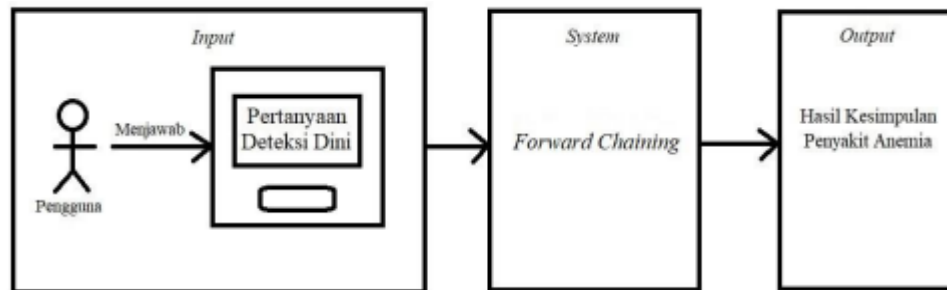 Input
Pengguna
Menjawab
Pertanyaan
Deteksi Dini
System
Forward Chaining
Output
Hasil Kesimpulan
Penyakit Anemia